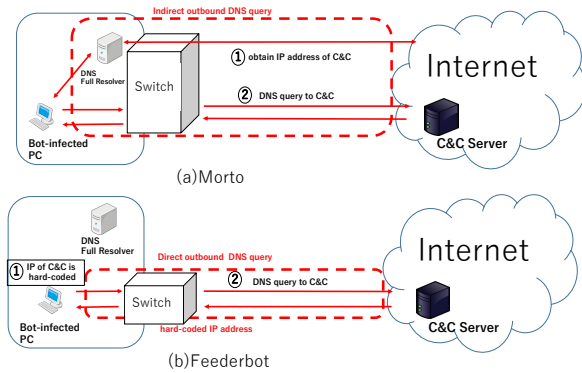 Indirect outbound DNS query
DNS
Full Resolver
Switch
① obtain IP address of C&C
② DNS query to C&C
Internet
Bot-infected
PC
C&C Server
(a)Morto
DNS
Full Resolver
① IP of C&C is
hard-coded
Direct outbound DNS query
② DNS query to C&C
Switch
Internet
Bot-infected
PC
hard-coded IP address
C&C Server
(b)Feederbot